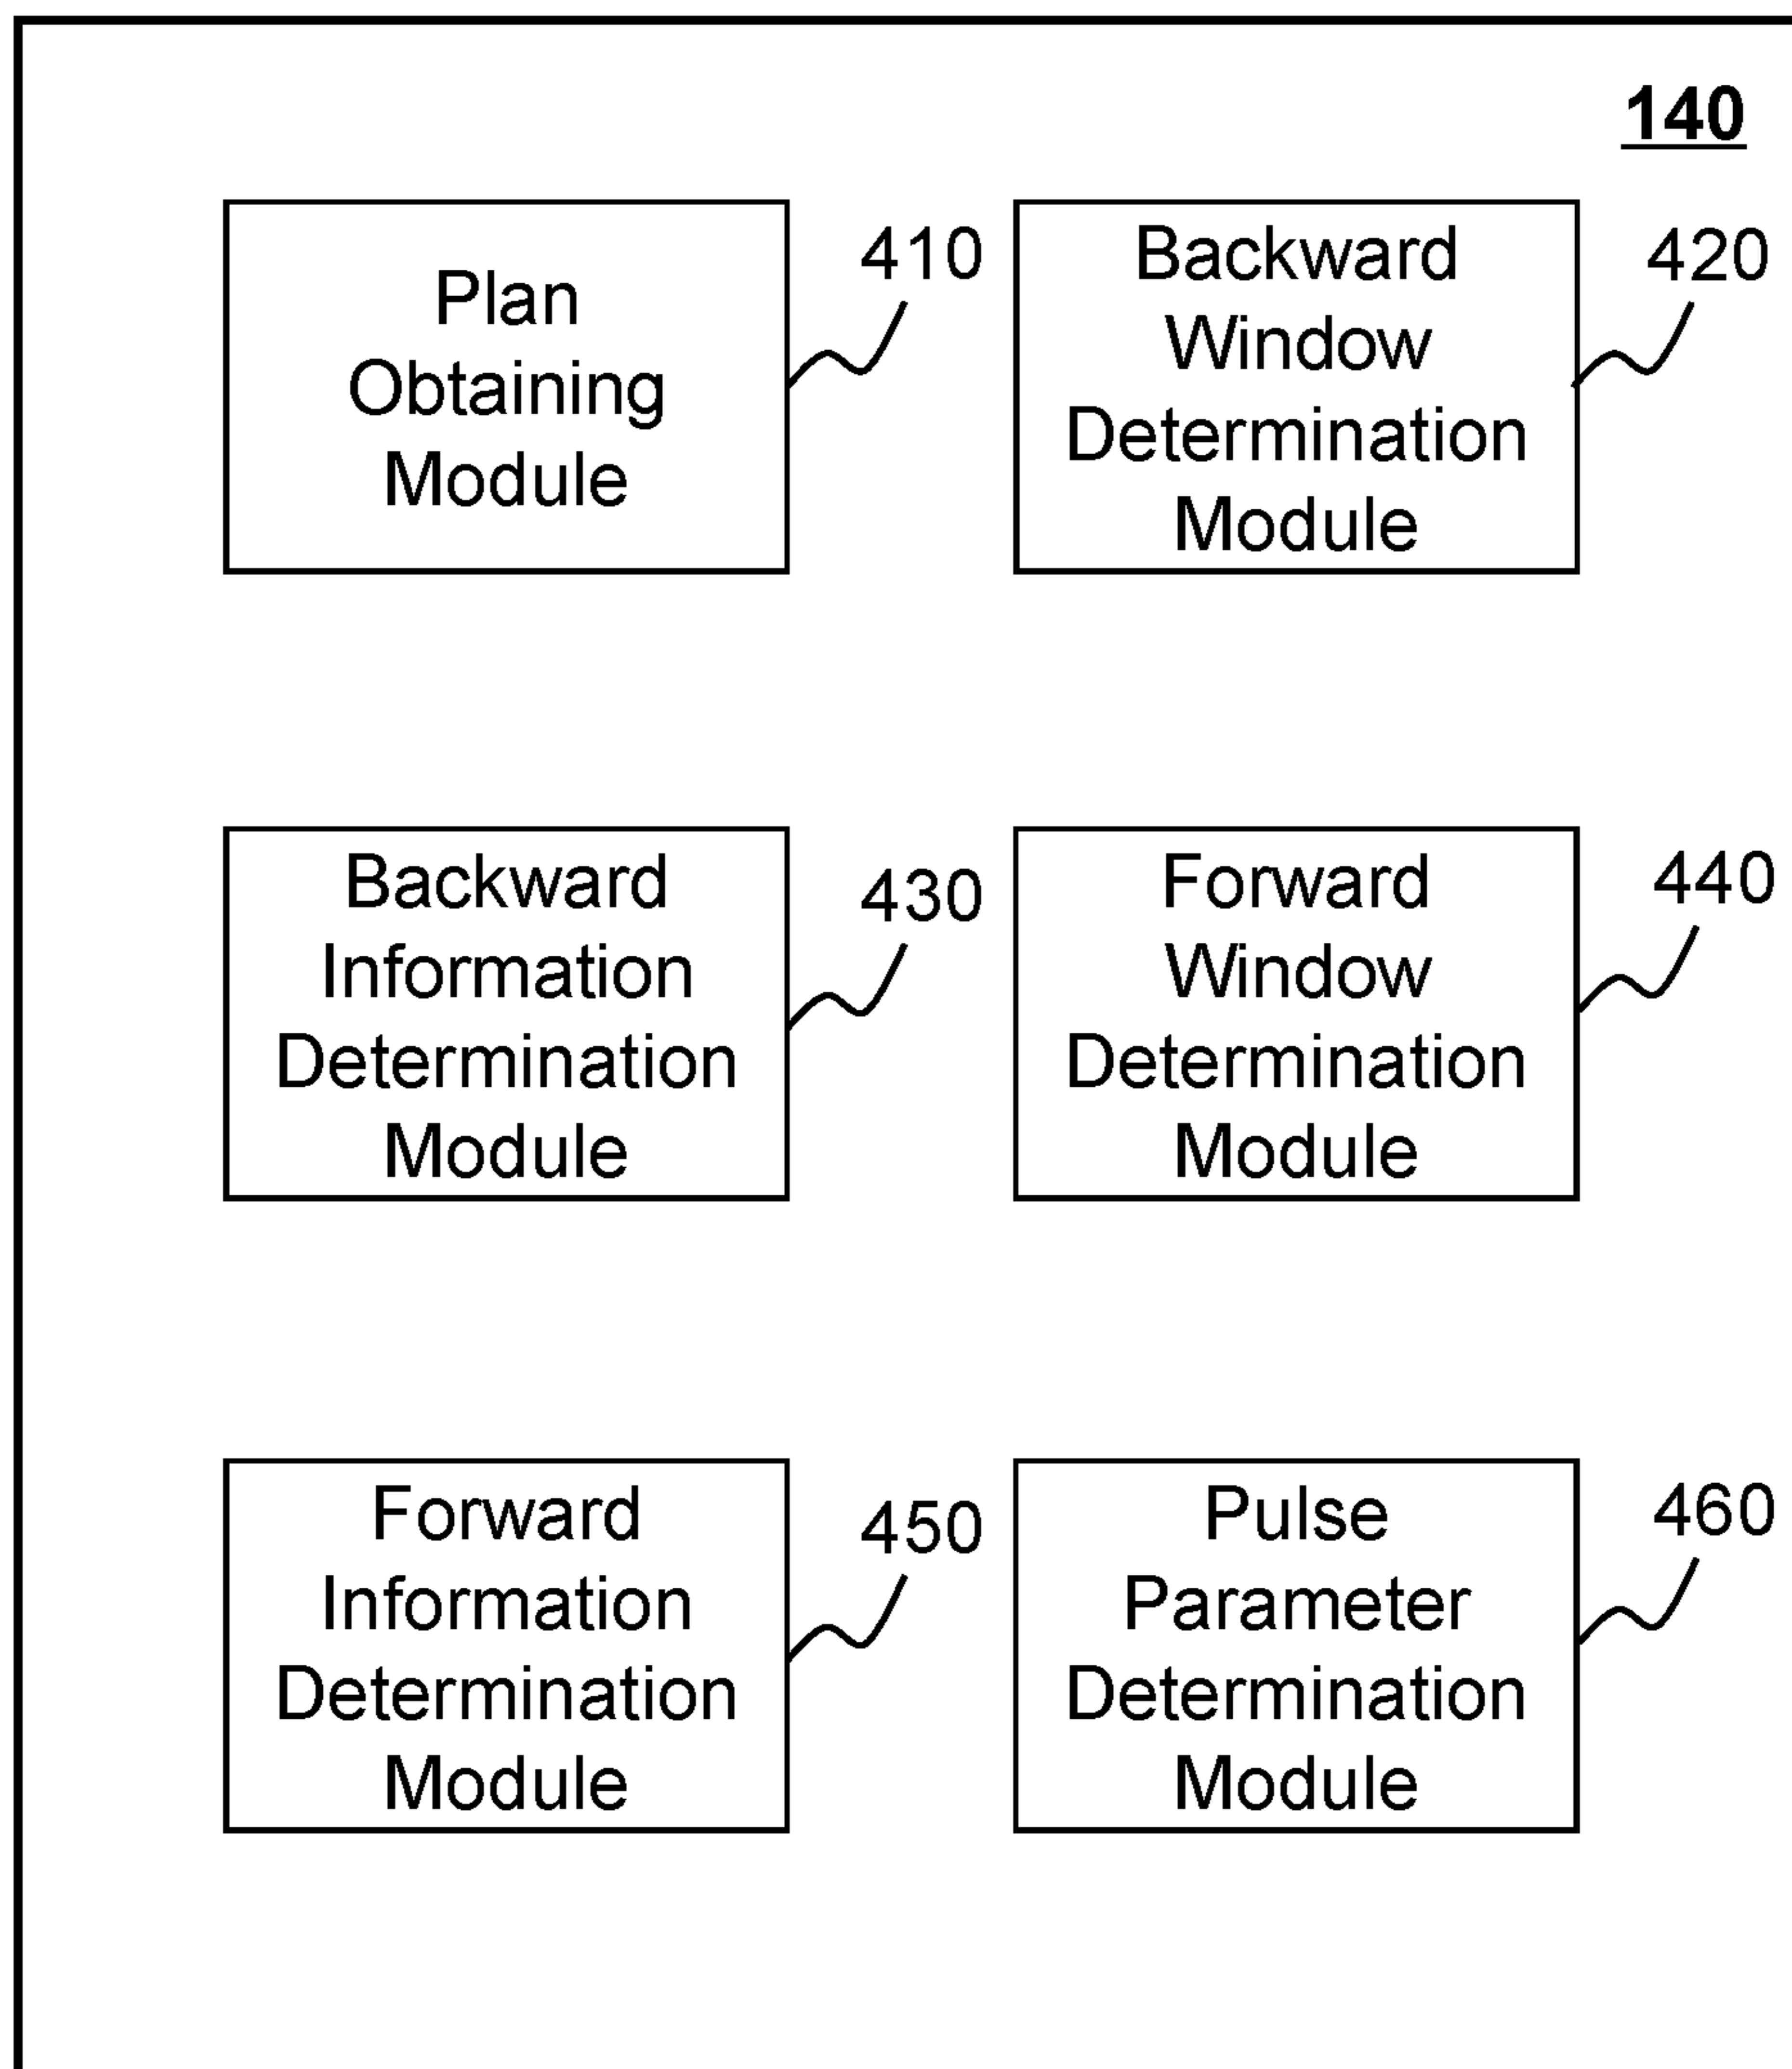 140
Plan
Obtaining
Module
410
Backward
Window
Determination
Module
420
Backward
Information
Determination
Module
430
Forward
Window
Determination
Module
440
Forward
Information
Determination
Module
450
Pulse
Parameter
Determination
Module
460